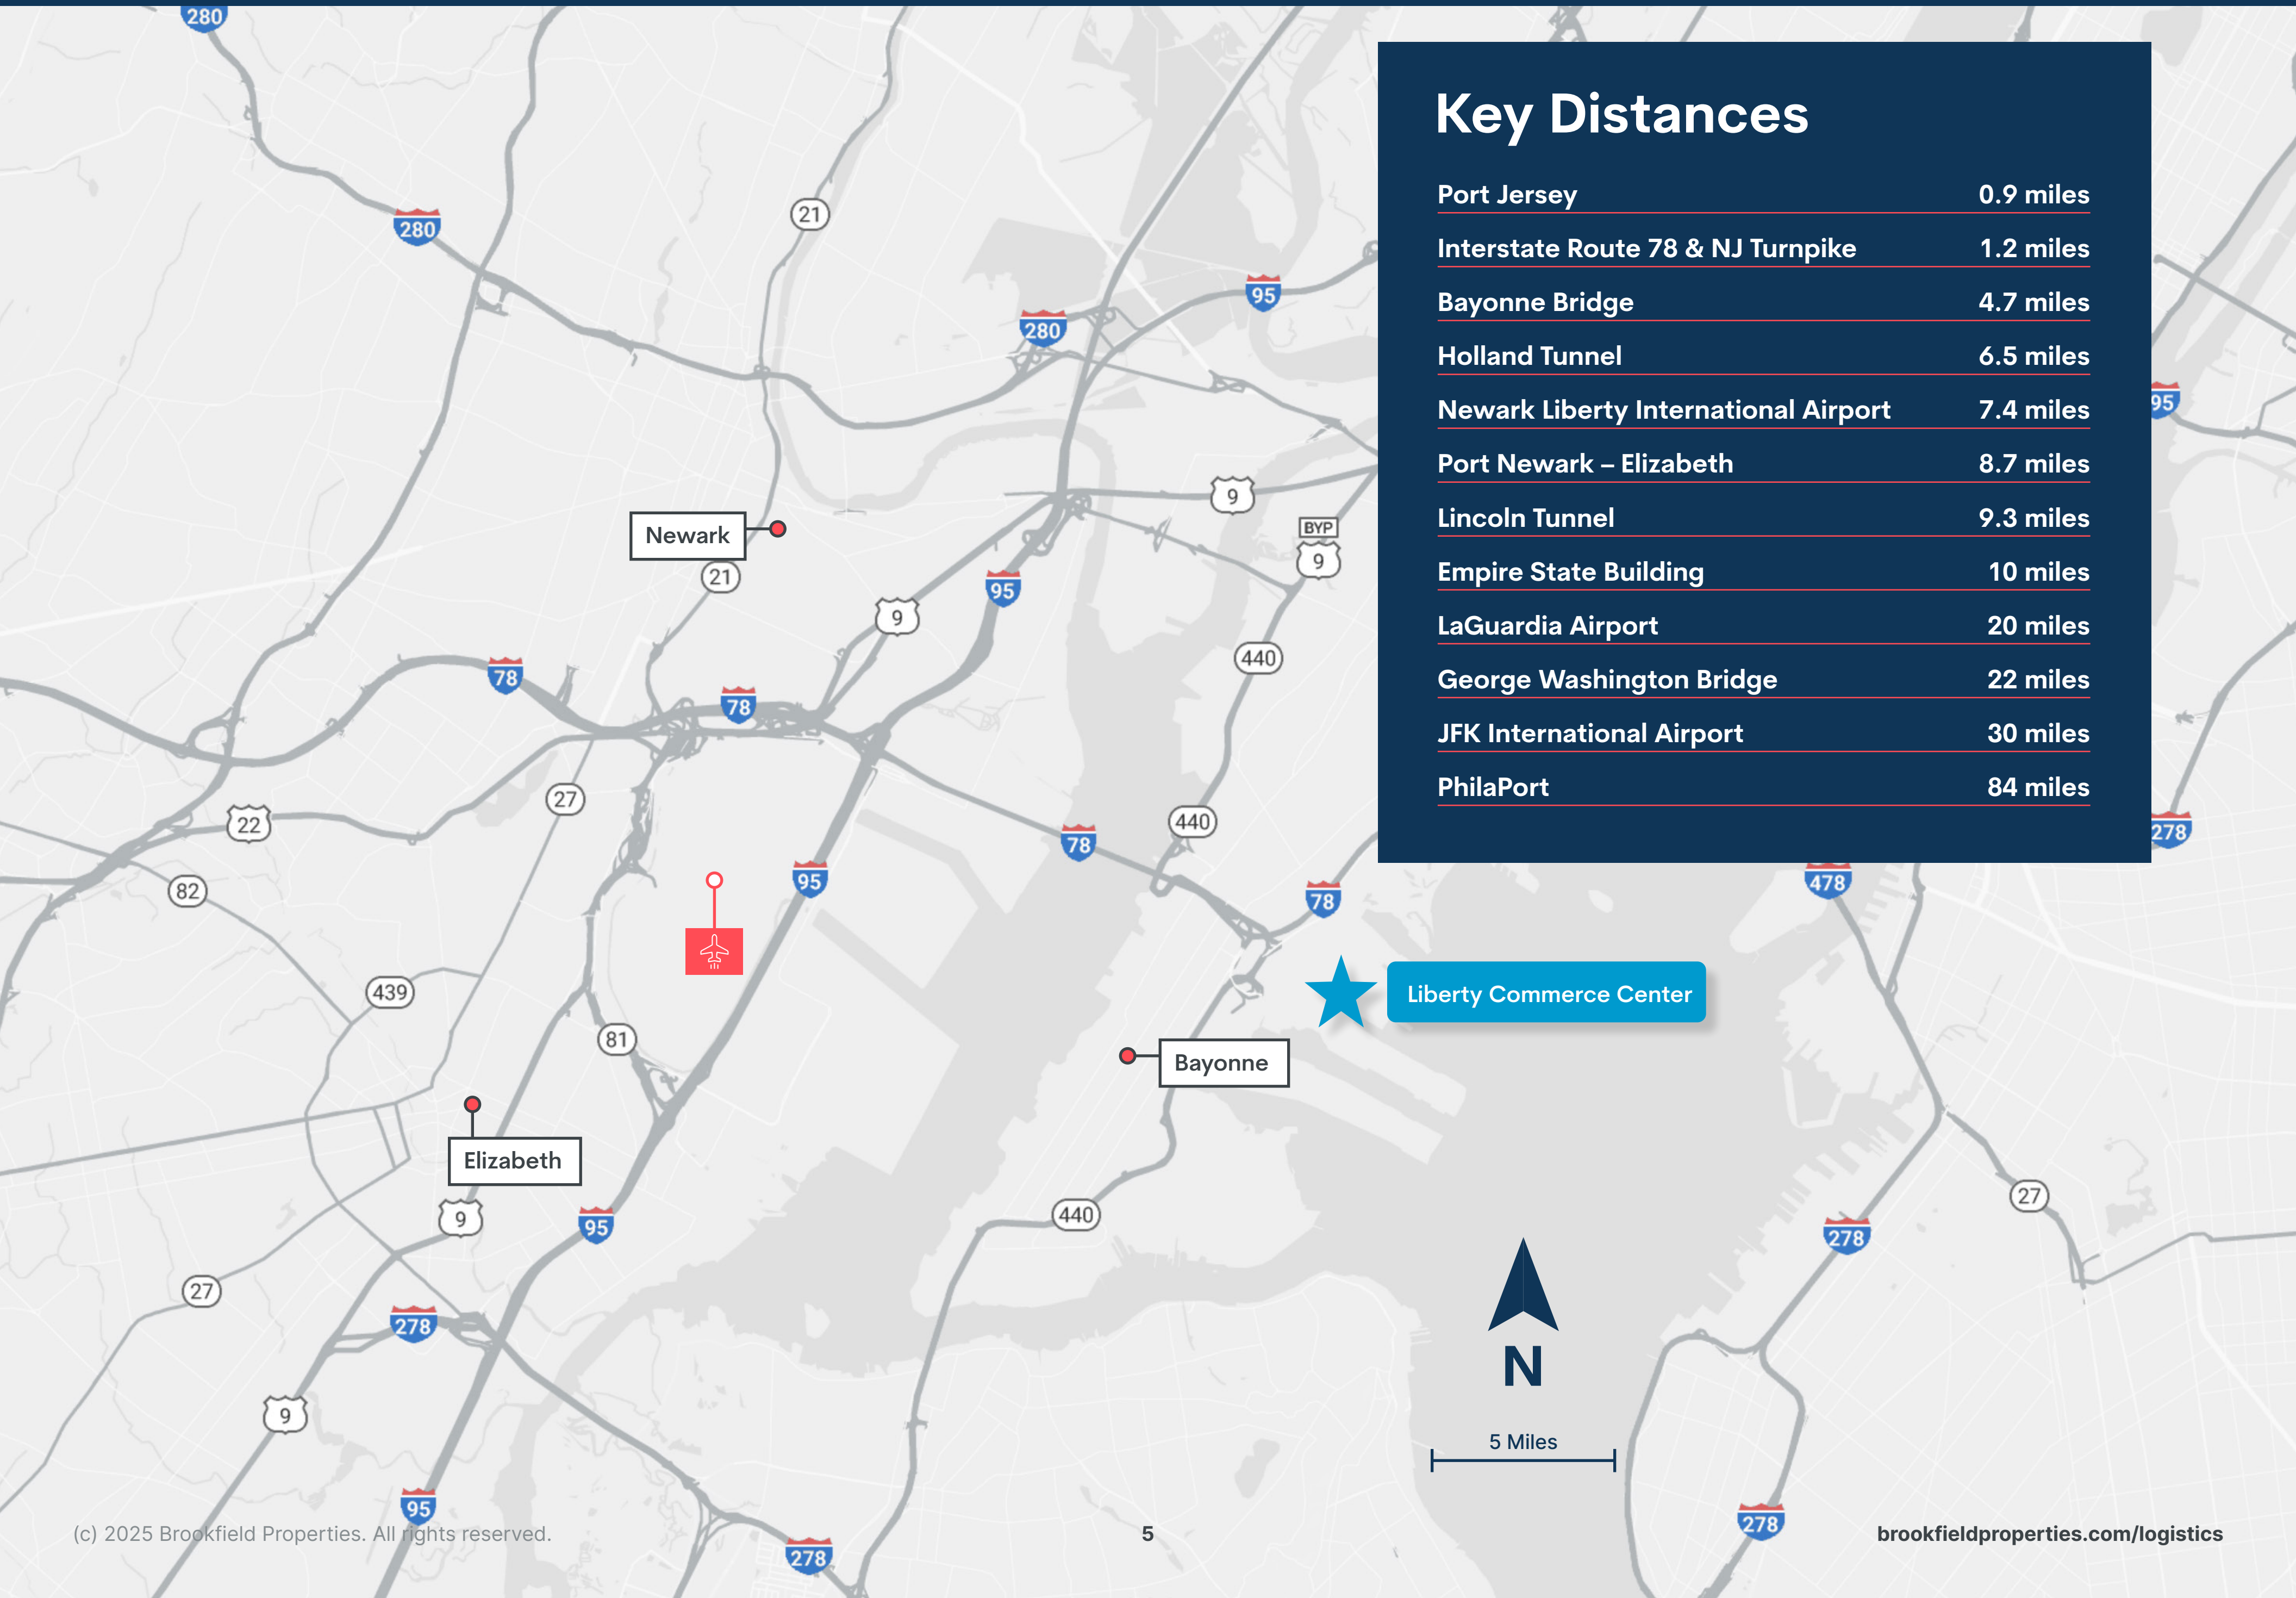 280
Key Distances
Port Jersey 0.9 miles
Interstate Route 78 & NJ Turnpike 1.2 miles
Bayonne Bridge 4.7 miles
Holland Tunnel 6.5 miles
Newark Liberty International Airport 7.4 miles
Port Newark – Elizabeth 8.7 miles
Lincoln Tunnel 9.3 miles
Empire State Building 10 miles
LaGuardia Airport 20 miles
George Washington Bridge 22 miles
JFK International Airport 30 miles
PhilaPort 84 miles
21
280
95
280
95
9
BYP
9
Newark
21
95
9
440
78
78
27
22
440
278
78
95
82
78
478
439
Liberty Commerce Center
81
Bayonne
Elizabeth
9
95
440
27
278
27
278
N
9
5 Miles
95
278
278
(c) 2025 Brookfield Properties. All rights reserved.
5
brookfieldproperties.com/logistics